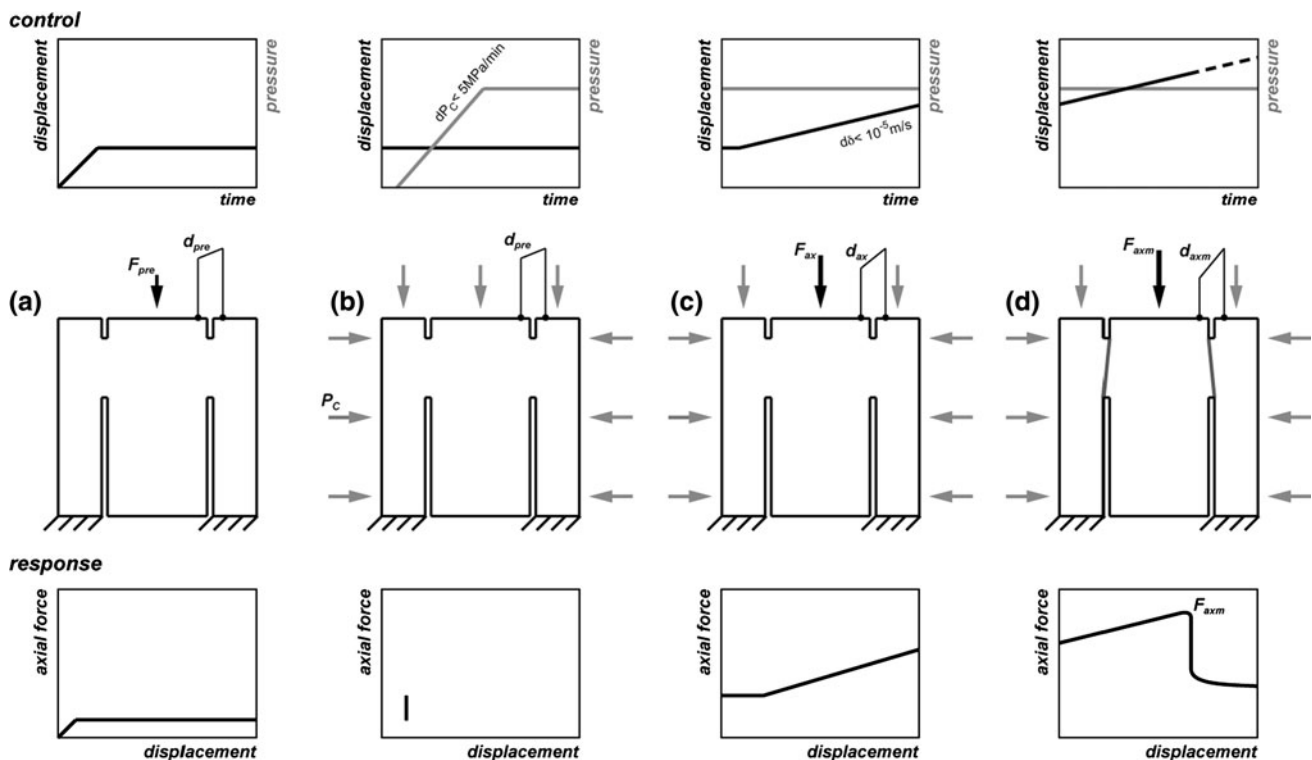 control
displacement
pressure
time
displacement
dP_C< 5MPa/min
pressure
time
displacement
dδ< 10^-5 m/s
pressure
time
displacement
pressure
time
(a)
F_pre
d_pre
(b)
d_pre
P_C
(c)
F_ax
d_ax
(d)
F_axm
d_axm
response
axial force
displacement
axial force
displacement
axial force
displacement
axial force
F_axm
displacement